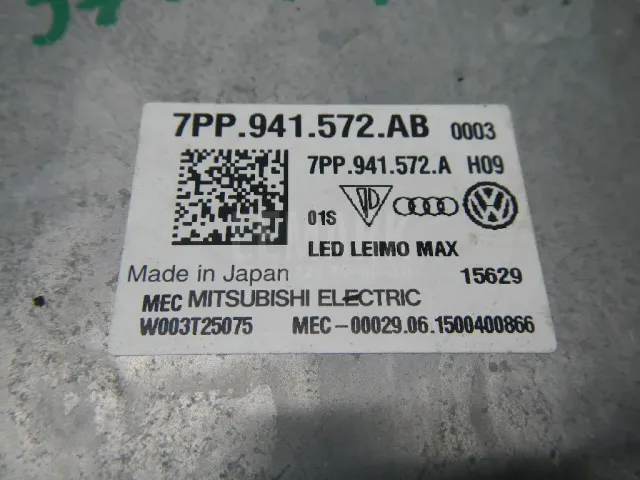 7PP.941.572.AB 0003
7PP.941.572.A H09
01S
LED LEIMO MAX
Made in Japan 15629
MEC MITSUBISHI ELECTRIC
W003T25075 MEC-00029.06.1500400866